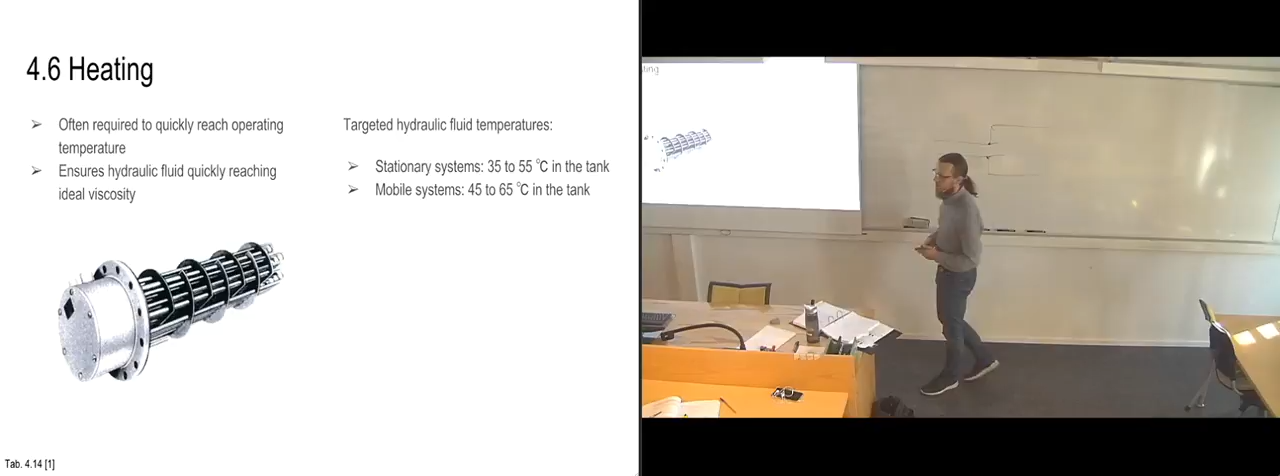 4.6 Heating
➢ Often required to quickly reach operating
temperature
➢ Ensures hydraulic fluid quickly reaching
ideal viscosity
Targeted hydraulic fluid temperatures:
➢ Stationary systems: 35 to 55 ℃ in the tank
➢ Mobile systems: 45 to 65 ℃ in the tank
Tab. 4.14 [1]
ting